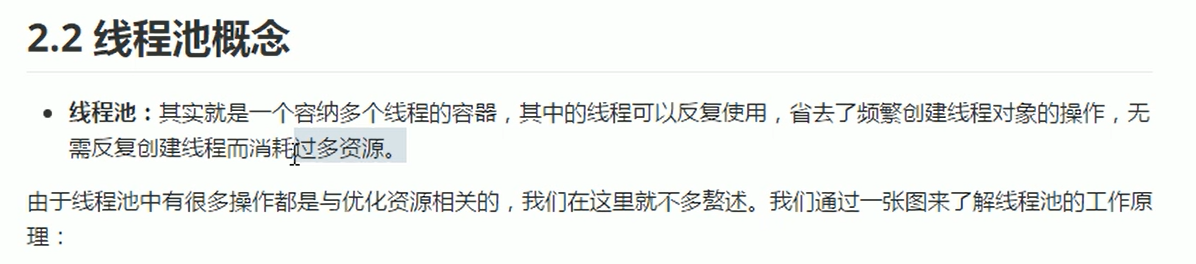 2.2 线程池概念
• 线程池：其实就是一个容纳多个线程的容器，其中的线程可以反复使用，省去了频繁创建线程对象的操作，无
需反复创建线程而消耗过多资源。
由于线程池中有很多操作都是与优化资源相关的，我们在这里就不多赘述。我们通过一张图来了解线程池的工作原
理：